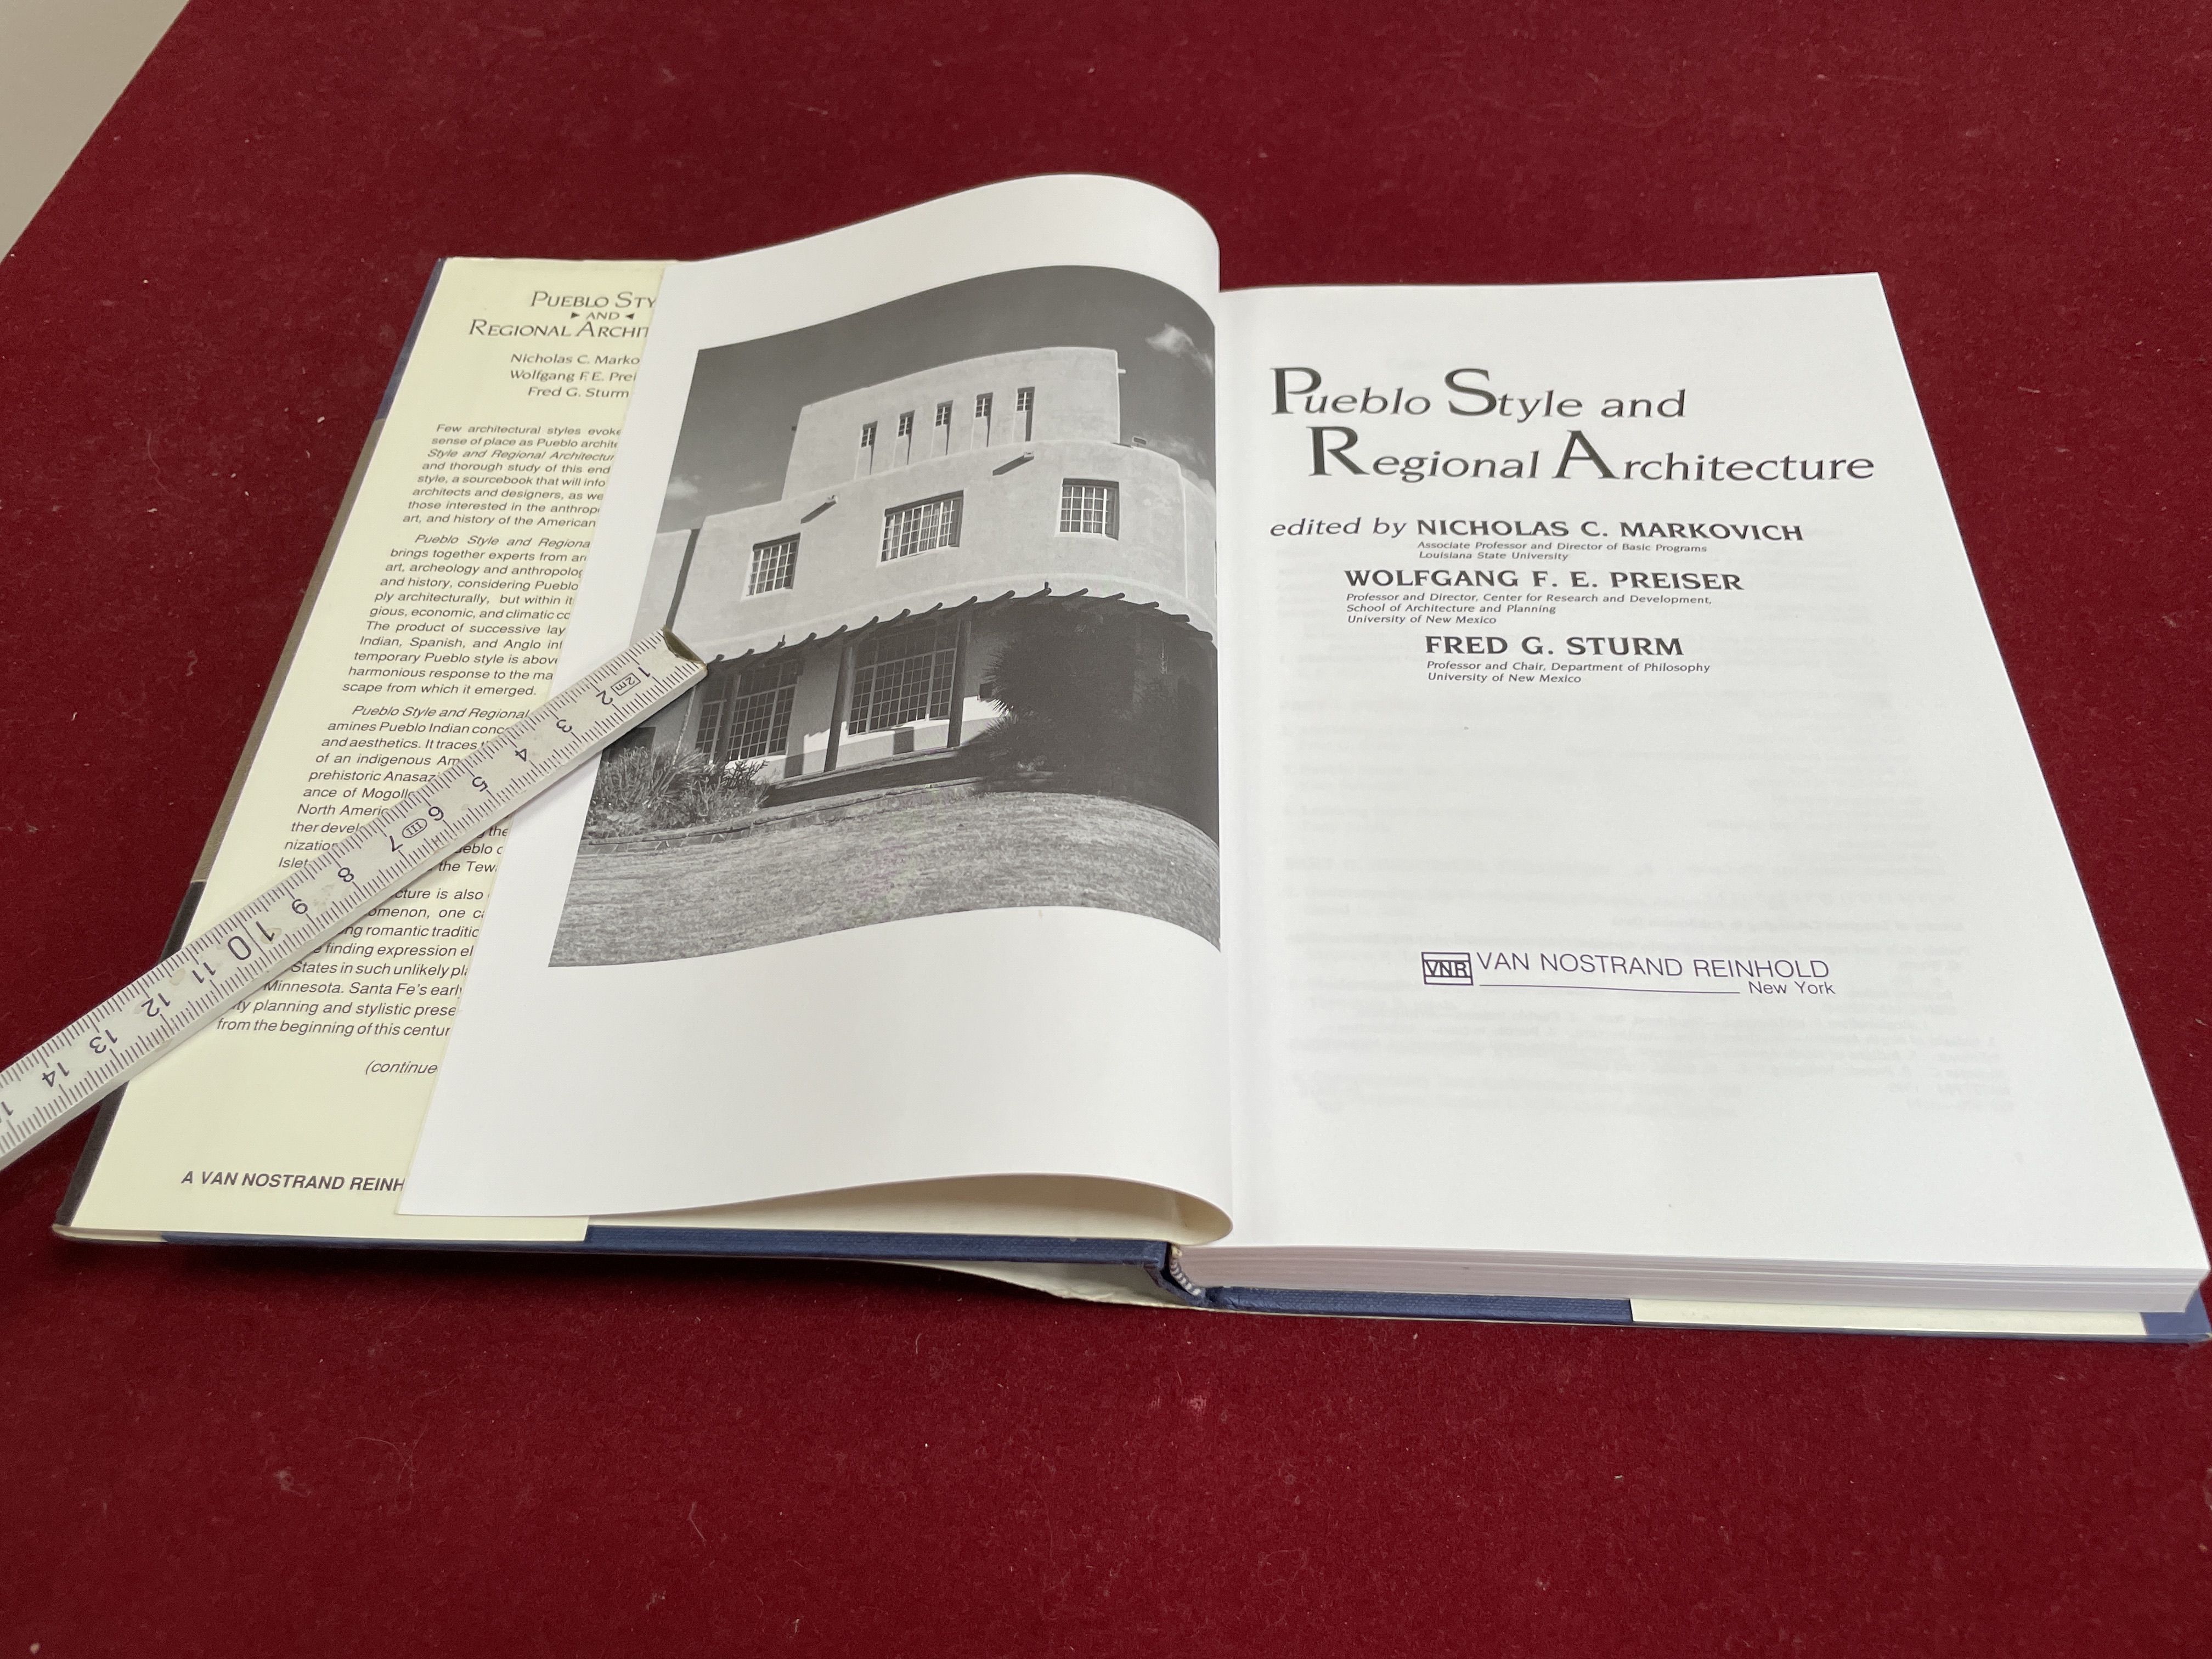 PUEBLO STY
▶ AND ◀
REGIONAL ARCHIT
Nicholas C. Marko
Wolfgang F. E. Prei
Fred G. Sturm
Few architectural styles evoke
sense of place as Pueblo archite
Style and Regional Architectur
and thorough study of this end
style, a sourcebook that will info
architects and designers, as we
those interested in the anthrop
art, and history of the American
Pueblo Style and Regiona
brings together experts from ar
art, archeology and anthropolog
and history, considering Pueblo
ply architecturally, but within it
gious, economic, and climatic co
The product of successive lay
Indian, Spanish, and Anglo inf
temporary Pueblo style is above
harmonious response to the ma
scape from which it emerged.
Pueblo Style and Regional
amines Pueblo Indian conc
and aesthetics. It traces t
of an indigenous Am
prehistoric Anasaz
ance of Mogoll
North Americ
ther devel the
nization eblo c
Islet the Tewa
cture is also
omenon, one ca
ng romantic traditio
finding expression el
States in such unlikely pla
Minnesota. Santa Fe's early
ty planning and stylistic prese
from the beginning of this centur
(continue
A VAN NOSTRAND REINH
1 2m 2 3 4 5 6 III 7 8 9 10 11 12 13 14 1
Pueblo Style and
Regional Architecture
edited by NICHOLAS C. MARKOVICH
Associate Professor and Director of Basic Programs
Louisiana State University
WOLFGANG F. E. PREISER
Professor and Director, Center for Research and Development,
School of Architecture and Planning
University of New Mexico
FRED G. STURM
Professor and Chair, Department of Philosophy
University of New Mexico
VNR VAN NOSTRAND REINHOLD
New York